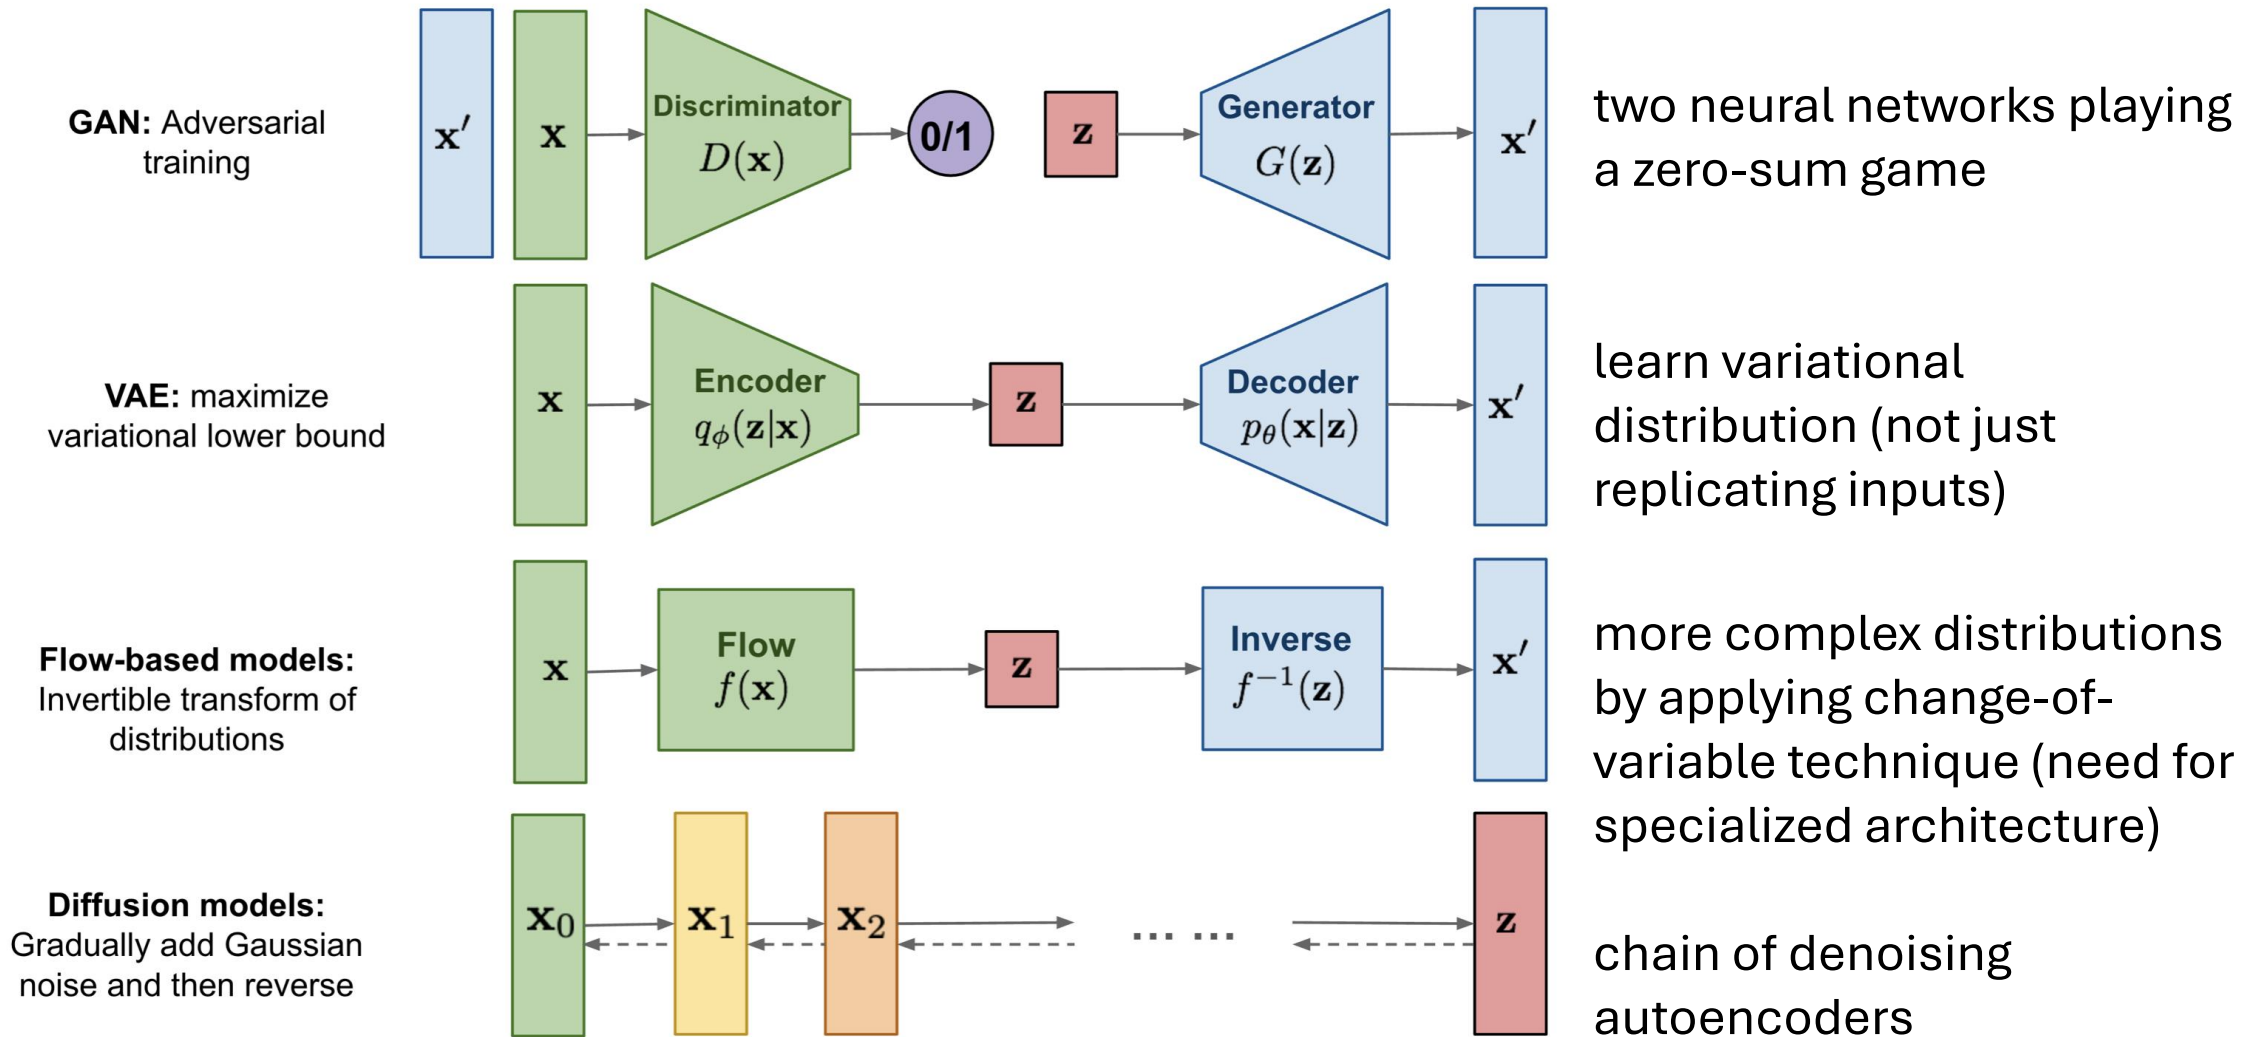 GAN: Adversarial
training
x′
x
Discriminator
D(x)
0/1
z
Generator
G(z)
x′
two neural networks playing
a zero-sum game
VAE: maximize
variational lower bound
x
Encoder
qϕ(z|x)
z
Decoder
pθ(x|z)
x′
learn variational
distribution (not just
replicating inputs)
Flow-based models:
Invertible transform of
distributions
x
Flow
f(x)
z
Inverse
f⁻¹(z)
x′
more complex distributions
by applying change-of-
variable technique (need for
specialized architecture)
Diffusion models:
Gradually add Gaussian
noise and then reverse
x₀
x₁
x₂
... ...
z
chain of denoising
autoencoders